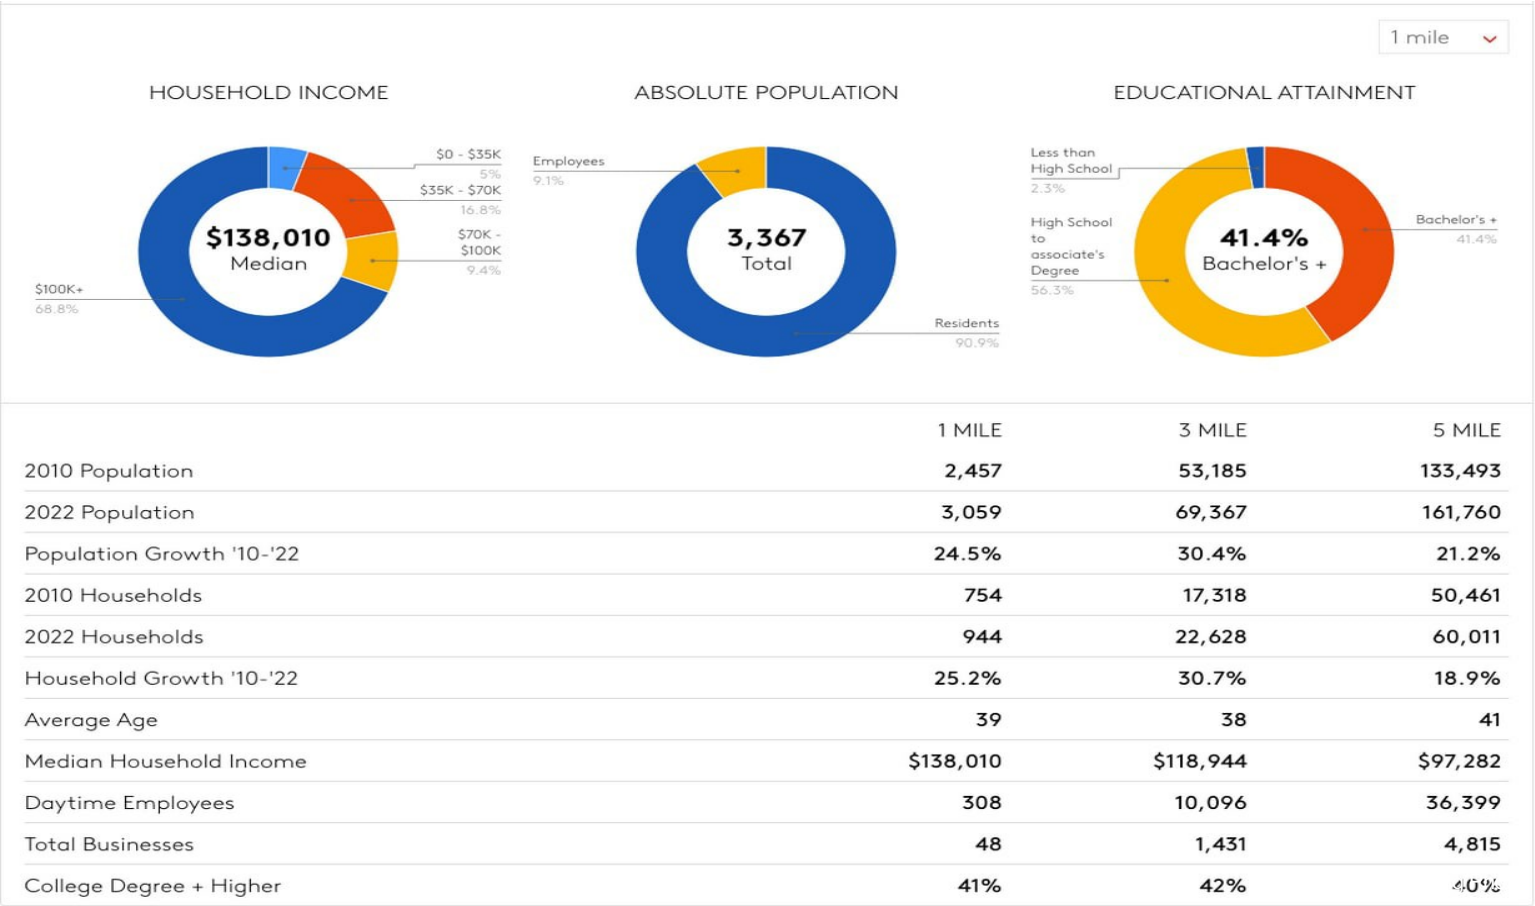 1 mile
HOUSEHOLD INCOME
$0 - $35K
5%
$35K - $70K
16.8%
$70K -
$100K
9.4%
$100K+
68.8%
$138,010
Median
ABSOLUTE POPULATION
Employees
9.1%
3,367
Total
Residents
90.9%
EDUCATIONAL ATTAINMENT
Less than
High School
2.3%
High School
to
associate's
Degree
56.3%
41.4%
Bachelor's +
Bachelor's +
41.4%
1 MILE 3 MILE 5 MILE
2010 Population 2,457 53,185 133,493
2022 Population 3,059 69,367 161,760
Population Growth '10-'22 24.5% 30.4% 21.2%
2010 Households 754 17,318 50,461
2022 Households 944 22,628 60,011
Household Growth '10-'22 25.2% 30.7% 18.9%
Average Age 39 38 41
Median Household Income $138,010 $118,944 $97,282
Daytime Employees 308 10,096 36,399
Total Businesses 48 1,431 4,815
College Degree + Higher 41% 42% 40%